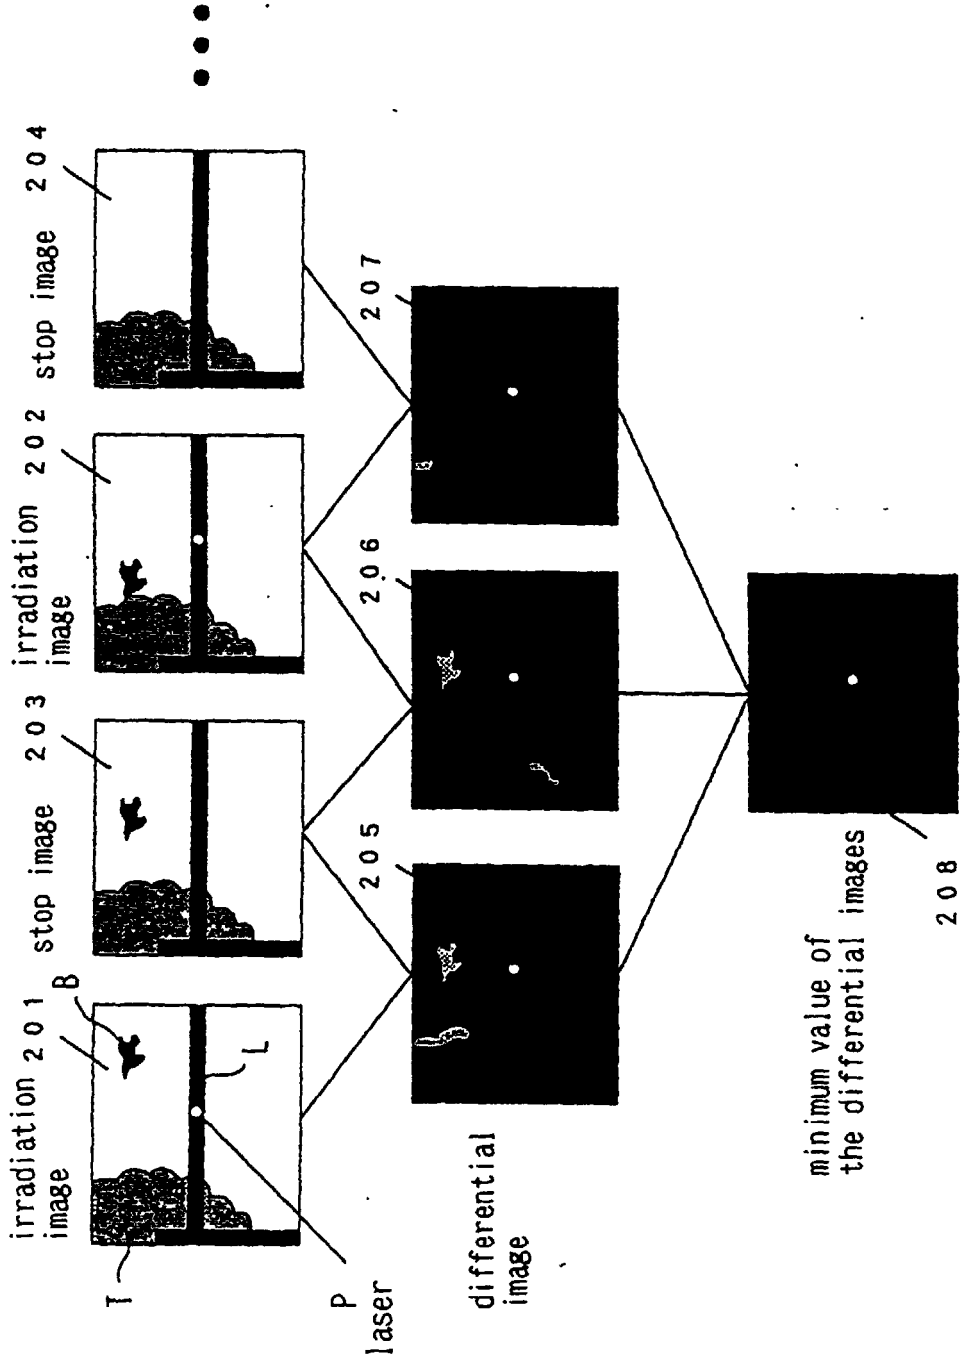 irradiation
image
201
stop image 203
irradiation
image
202
stop image 204
T
B
L
P
laser
differential
image
205
206
207
minimum value of
the differential images
208